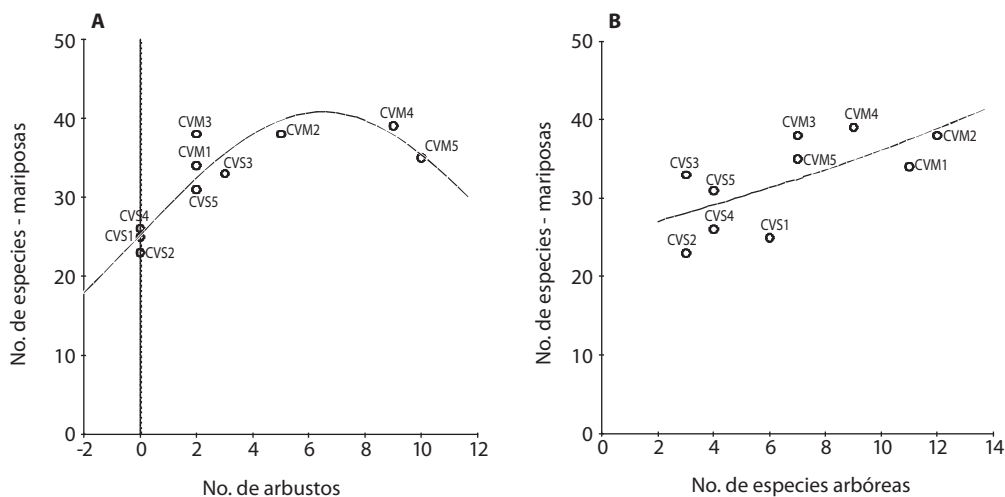 A
50
40
30
20
10
0
No. de especies - mariposas
CVM3
CVM1
CVS3
CVS5
CVS4
CVS1
CVS2
CVM2
CVM4
CVM5
-2 0 2 4 6 8 10 12
No. de arbustos
B
50
40
30
20
10
0
No. de especies - mariposas
CVM3
CVM4
CVM5
CVM2
CVM1
CVS3
CVS5
CVS4
CVS1
CVS2
0 2 4 6 8 10 12 14
No. de especies arbóreas